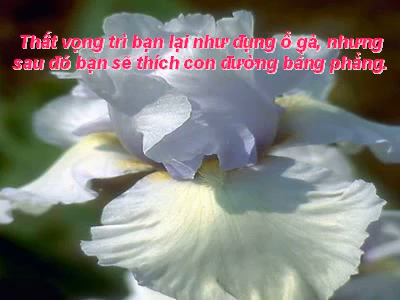 Thất vọng trì bạn lại như đụng ổ gà, nhưng
sau đó bạn sẽ thích con đường bằng phẳng.